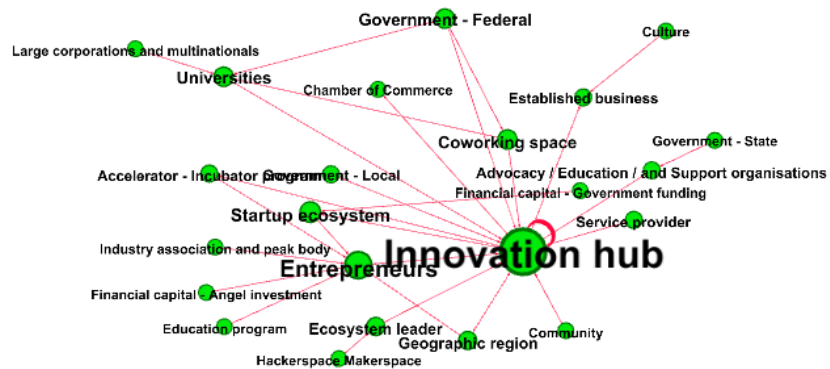 Government - Federal
Culture
Large corporations and multinationals
Universities
Chamber of Commerce
Established business
Coworking space
Government - State
Accelerator - Incubator program
Government - Local
Advocacy / Education / and Support organisations
Financial capital - Government funding
Startup ecosystem
Service provider
Industry association and peak body
Entrepreneurs
Innovation hub
Financial capital - Angel investment
Education program
Ecosystem leader
Geographic region
Community
Hackerspace Makerspace